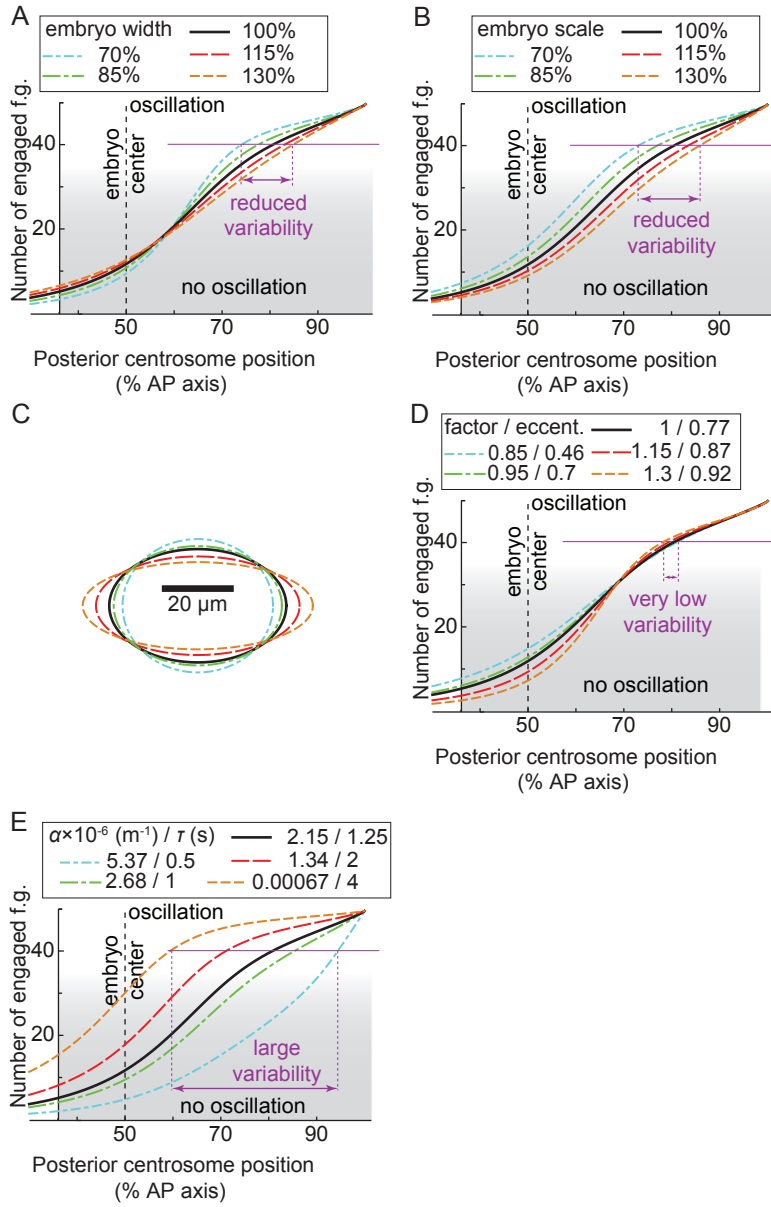 A
embryo width
100%
70%
115%
85%
130%
oscillation
embryo
center
40
20
reduced
variability
no oscillation
Number of engaged f.g.
50
70
90
Posterior centrosome position
(% AP axis)
B
embryo scale
100%
70%
115%
85%
130%
oscillation
embryo
center
40
20
reduced
variability
no oscillation
Number of engaged f.g.
50
70
90
Posterior centrosome position
(% AP axis)
C
20 µm
D
factor / eccent.
1 / 0.77
0.85 / 0.46
1.15 / 0.87
0.95 / 0.7
1.3 / 0.92
oscillation
embryo
center
40
20
very low
variability
no oscillation
Number of engaged f.g.
50
70
90
Posterior centrosome position
(% AP axis)
E
α×10⁻⁶ (m⁻¹) / τ (s)
2.15 / 1.25
5.37 / 0.5
1.34 / 2
2.68 / 1
0.00067 / 4
oscillation
embryo
center
40
20
large
variability
no oscillation
Number of engaged f.g.
50
70
90
Posterior centrosome position
(% AP axis)